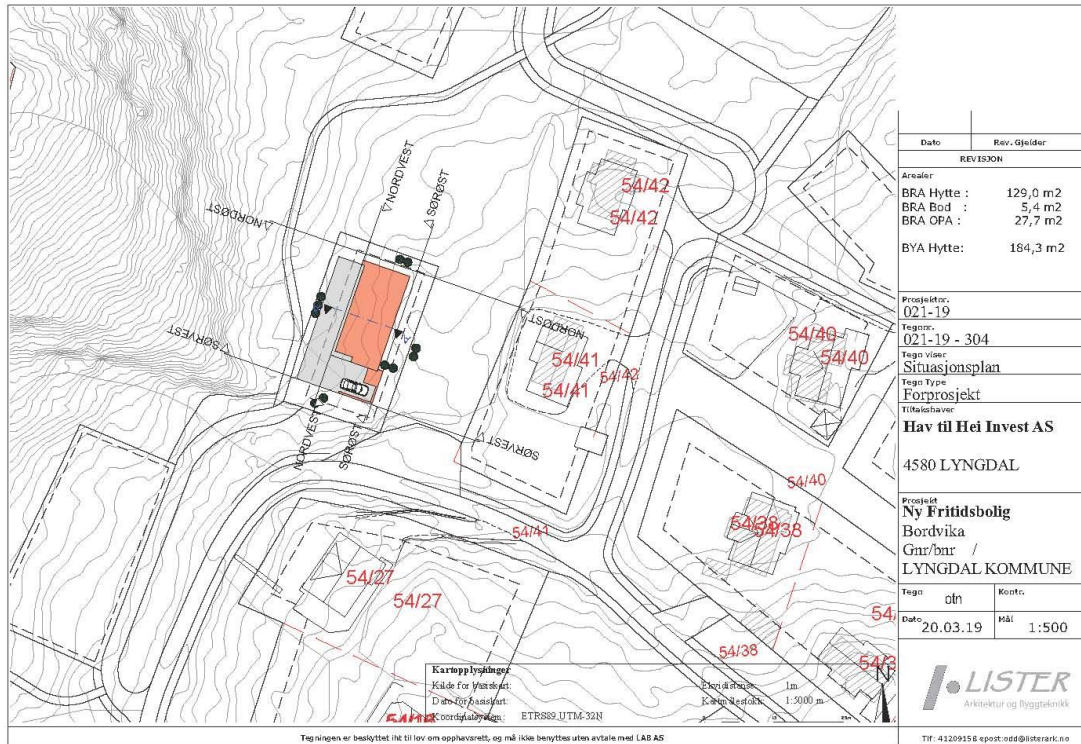 NORDVEST
SØRØST
NORDØST
SØRVEST
54/42
54/42
NORDØST
54/41
54/41
54/42
54/40
54/40
SØRVEST
NORDVEST
SØRØST
54/40
54/41
54/38
54/38
54/27
54/27
54/38
N
Kartopplysninger
Kilde for basiskart:
Dato for basiskart:
Koordinatsystem: ETRS89 UTM-32N
Ekvidistanse 1m
Kartmålestokk: 1:5000 m
Tegningen er beskyttet iht til lov om opphavsrett, og må ikke benyttes uten avtale med LAB AS
Dato Rev. Gjelder
REVISJON
Arealer
BRA Hytte : 129,0 m2
BRA Bod : 5,4 m2
BRA OPA : 27,7 m2
BYA Hytte: 184,3 m2
Prosjektnr.
021-19
Tegnnr.
021-19 - 304
Tegn viser
Situasjonsplan
Tegn Type
Forprosjekt
Tiltakshaver
Hav til Hei Invest AS
4580 LYNGDAL
Prosjekt
Ny Fritidsbolig
Bordvika
Gnr/bnr /
LYNGDAL KOMMUNE
Tegn otn Kontr.
Dato 20.03.19 Mål 1:500
LISTER
Arkitektur og Byggteknikk
Tlf: 41209158 epost:odd@listerark.no